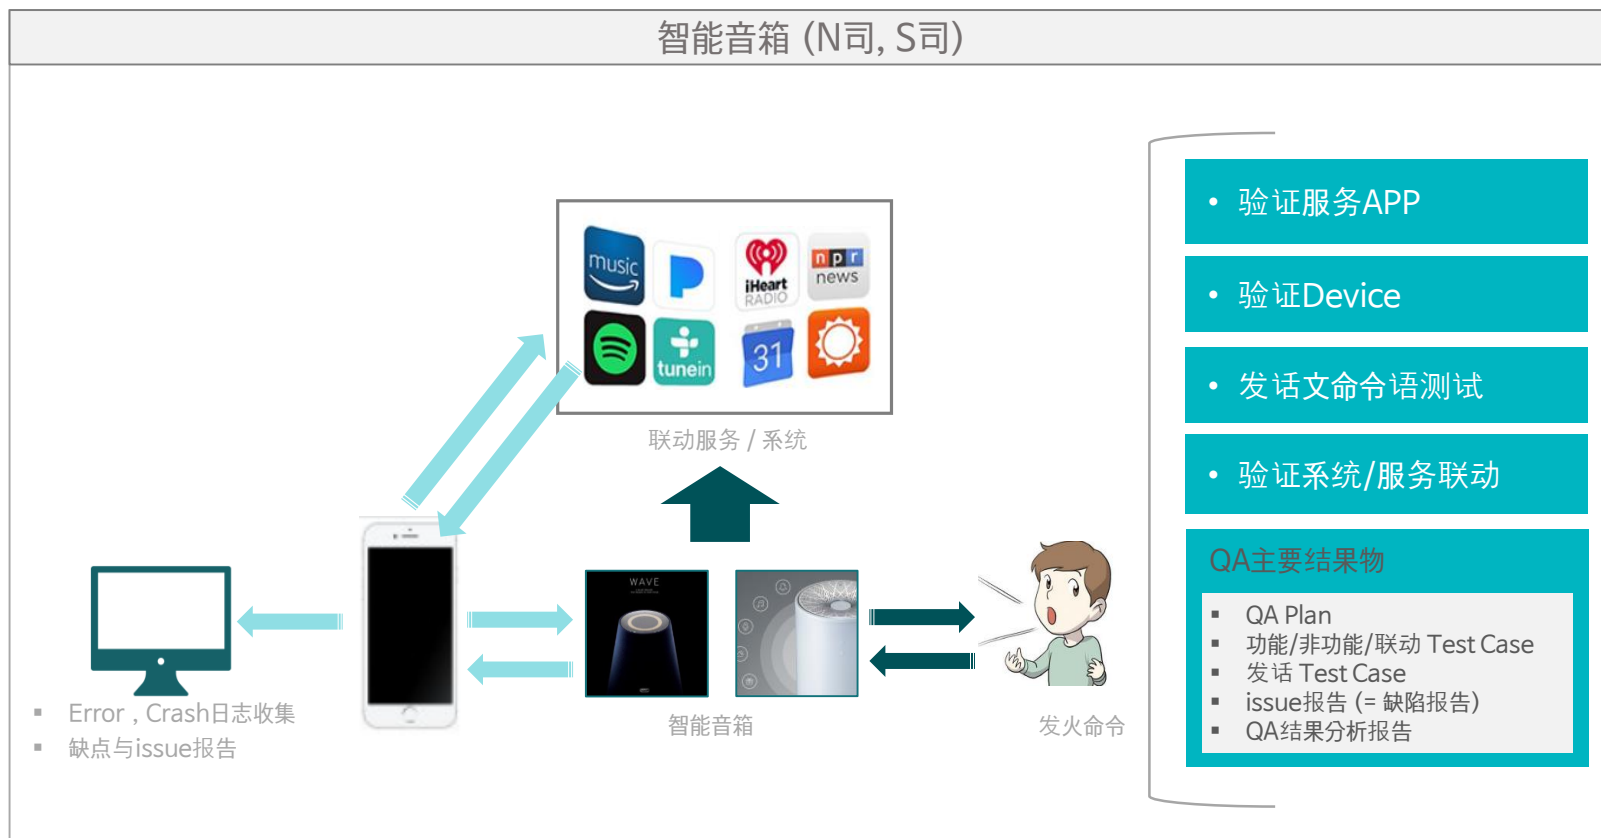 智能音箱 (N司, S司)
music
iHeart
RADIO
npr
news
tunein
31
联动服务 / 系统
WAVE
智能音箱
发火命令
▪ Error , Crash日志收集
▪ 缺点与issue报告
• 验证服务APP
• 验证Device
• 发话文命令语测试
• 验证系统/服务联动
QA主要结果物
▪ QA Plan
▪ 功能/非功能/联动 Test Case
▪ 发话 Test Case
▪ issue报告 (= 缺陷报告)
▪ QA结果分析报告